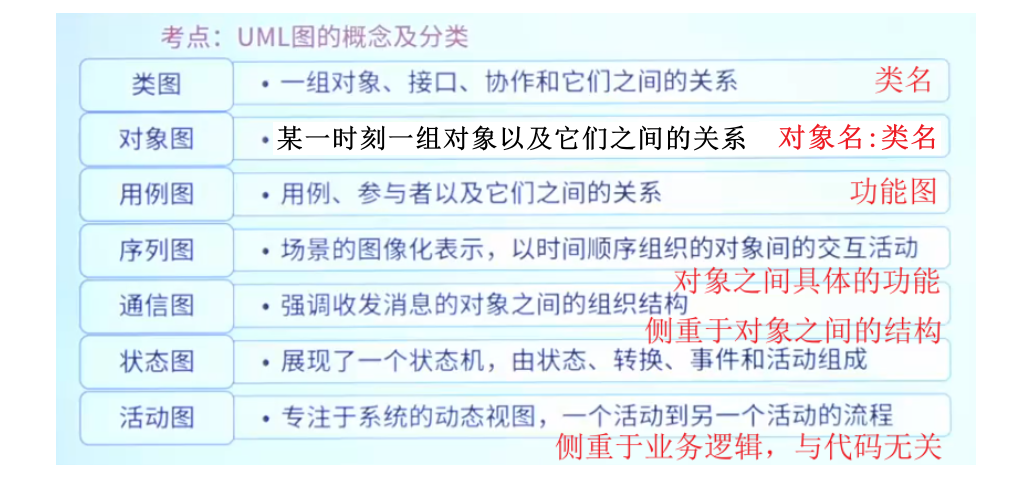 考点：UML图的概念及分类
类图 • 一组对象、接口、协作和它们之间的关系 类名
对象图 • 某一时刻一组对象以及它们之间的关系 对象名:类名
用例图 • 用例、参与者以及它们之间的关系 功能图
序列图 • 场景的图像化表示，以时间顺序组织的对象间的交互活动
对象之间具体的功能
通信图 • 强调收发消息的对象之间的组织结构
侧重于对象之间的结构
状态图 • 展现了一个状态机，由状态、转换、事件和活动组成
活动图 • 专注于系统的动态视图，一个活动到另一个活动的流程
侧重于业务逻辑，与代码无关